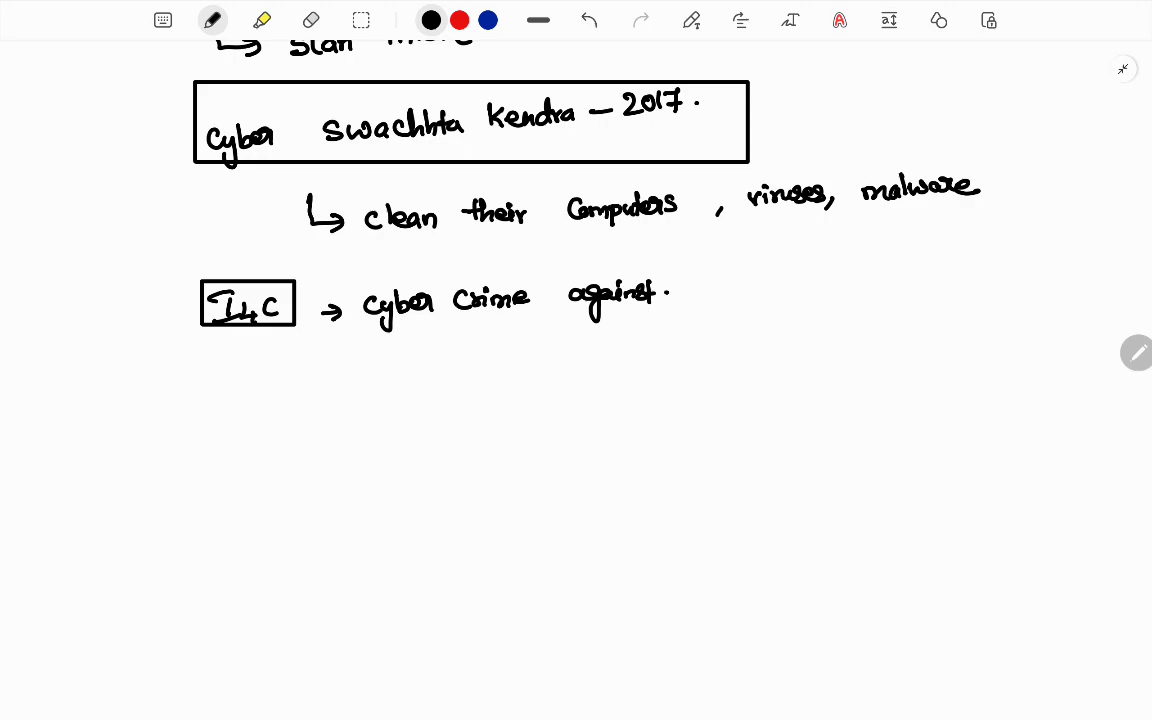 Cyber Swachhta Kendra - 2017.
↳ clean their Computers, viruses, malware
I4C → Cyber Crime against.